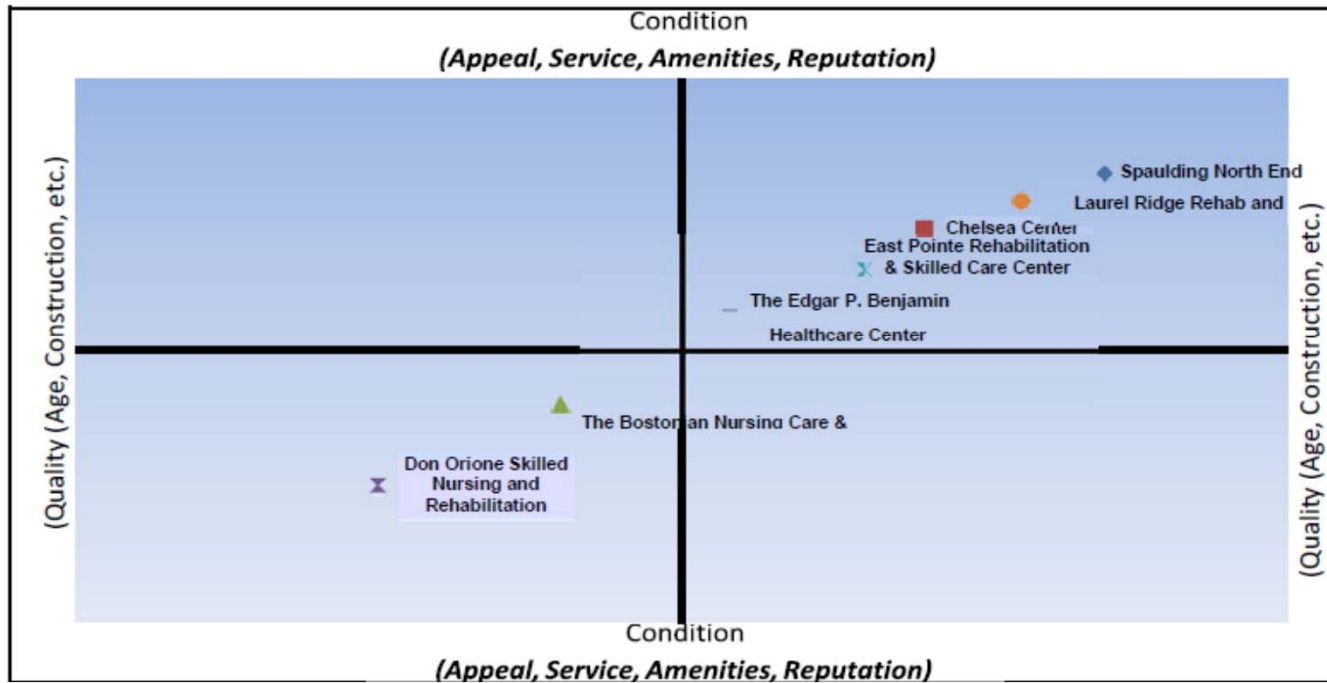 Condition
(Appeal, Service, Amenities, Reputation)
(Quality (Age, Construction, etc.)
Spaulding North End
Laurel Ridge Rehab and
Chelsea Center
East Pointe Rehabilitation
& Skilled Care Center
The Edgar P. Benjamin
Healthcare Center
The Bostonian Nursing Care &
Don Orione Skilled
Nursing and
Rehabilitation
(Quality (Age, Construction, etc.)
Condition
(Appeal, Service, Amenities, Reputation)